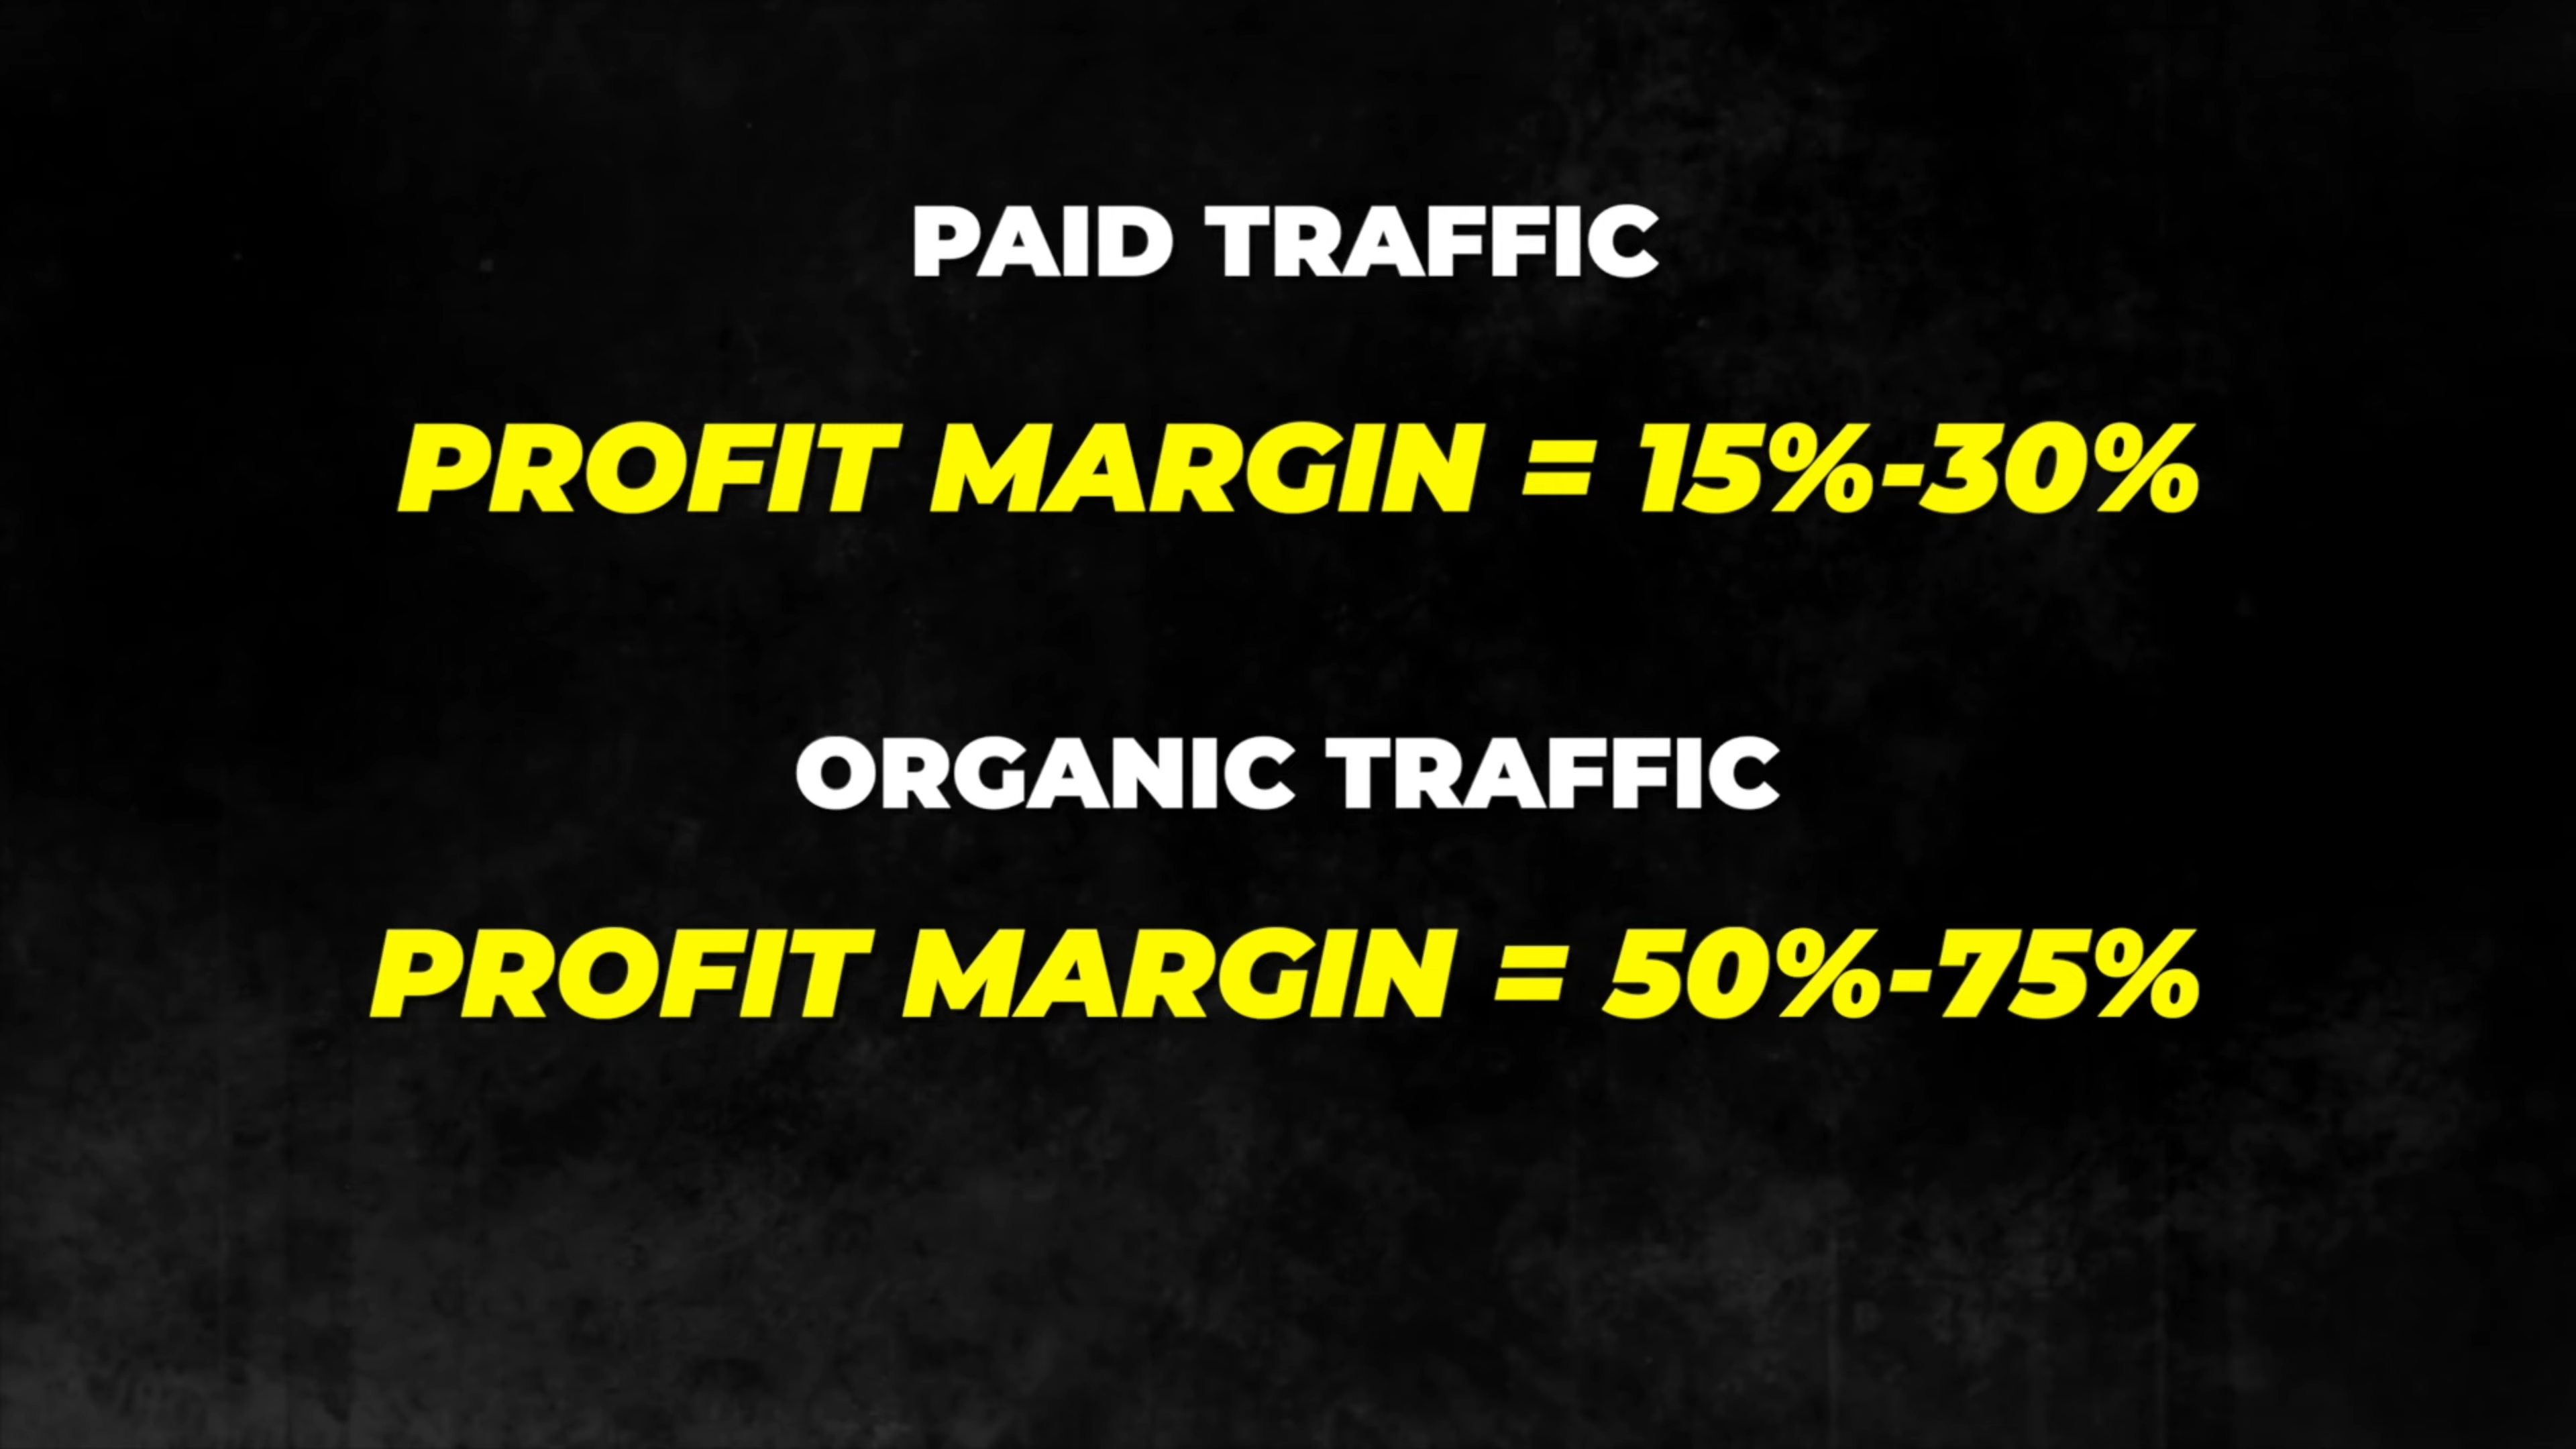 PAID TRAFFIC
PROFIT MARGIN = 15%-30%
ORGANIC TRAFFIC
PROFIT MARGIN = 50%-75%